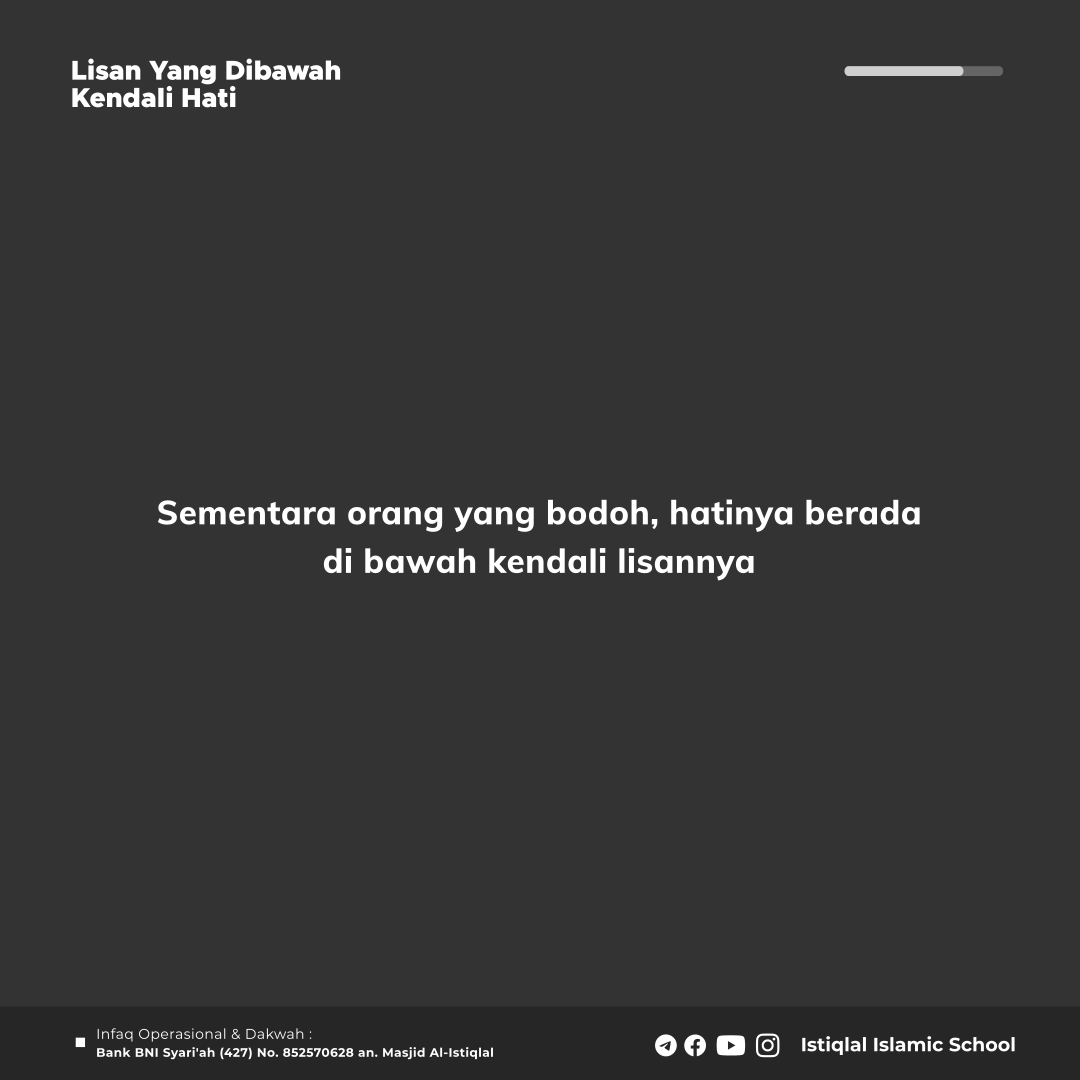 Lisan Yang Dibawah
Kendali Hati
Sementara orang yang bodoh, hatinya berada
di bawah kendali lisannya
Infaq Operasional & Dakwah :
Bank BNI Syari'ah (427) No. 852570628 an. Masjid Al-Istiqlal
Istiqlal Islamic School